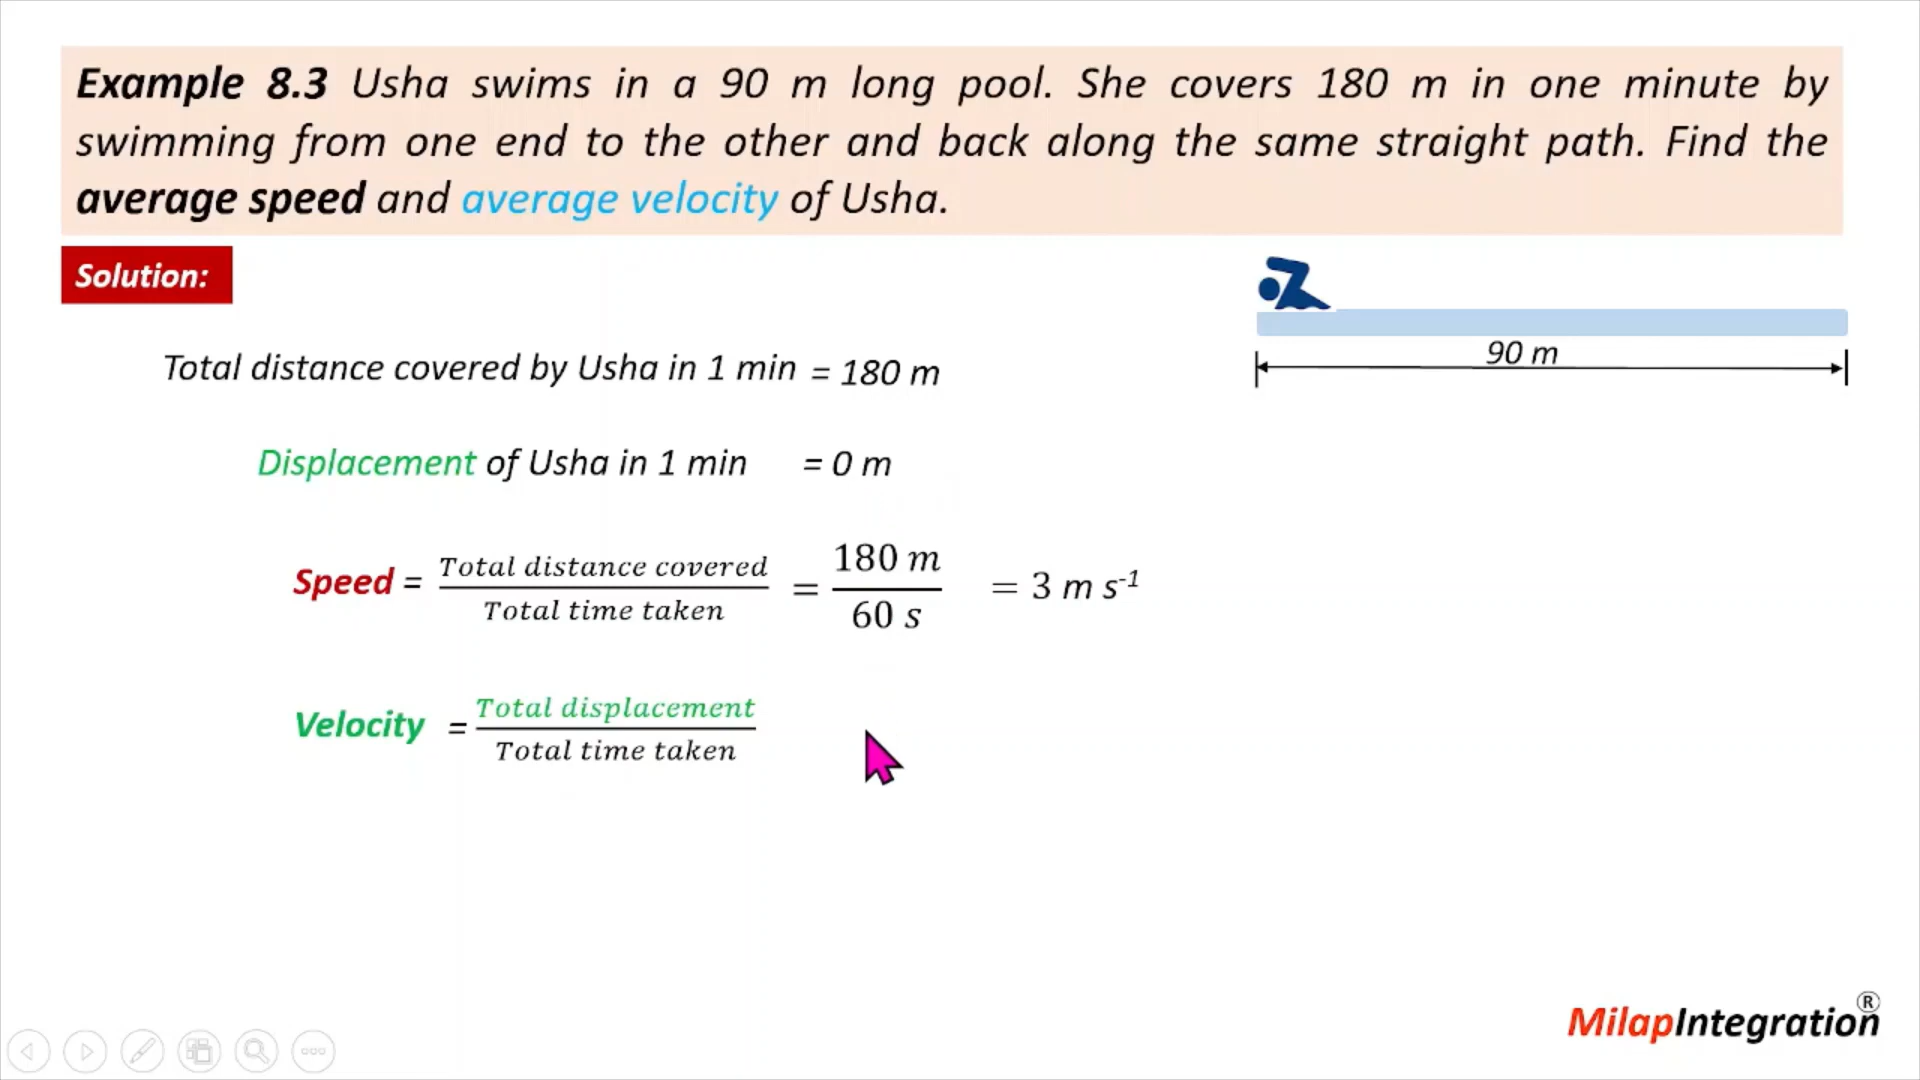 Example 8.3 Usha swims in a 90 m long pool. She covers 180 m in one minute by
swimming from one end to the other and back along the same straight path. Find the
average speed and average velocity of Usha.
Solution:
90 m
Total distance covered by Usha in 1 min = 180 m
Displacement of Usha in 1 min = 0 m
Speed = Total distance covered / Total time taken = 180 m / 60 s = 3 m s⁻¹
Velocity = Total displacement / Total time taken
MilapIntegration®